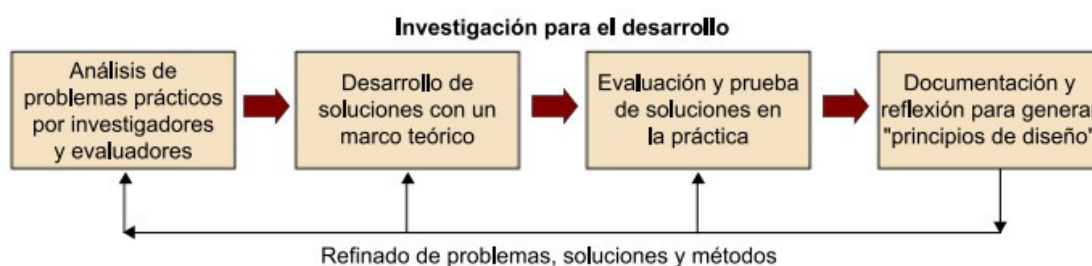 Investigación para el desarrollo
Análisis de
problemas prácticos
por investigadores
y evaluadores
Desarrollo de
soluciones con un
marco teórico
Evaluación y prueba
de soluciones en
la práctica
Documentación y
reflexión para genera
"principios de diseño"
Refinado de problemas, soluciones y métodos